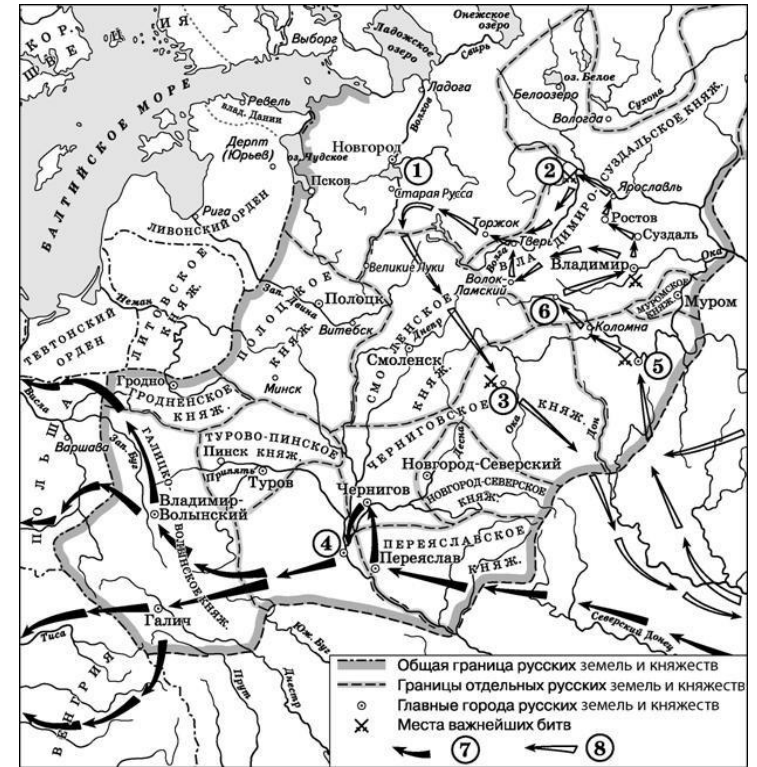 КОР.
ШВЕ
Н
И Я.
Выборг
Ладожское
озеро
Онежское
озеро
Свирь
БАЛТИЙСКОЕ МОРЕ
Ревель
влад. Дании
Дерпт
(Юрьев)
оз. Чудское
Псков
Новгород
Ладога
Волхов
1
Старая Русса
оз. Белое
Белоозеро
Вологда
Сухона
2
ВЛАДИМИРО-СУЗДАЛЬСКОЕ КНЯЖ.
Ярославль
Ростов
Суздаль
Рига
ЛИВОНСКИЙ ОРДЕН
Торжок
Тверь
Волга
Владимир
Ока
Великие Луки
Волок-
Ламский
МУРОМСКОЕ
КНЯЖ.
Муром
Неман
ЛИТОВСКОЕ
КНЯЖ.
ТЕВТОНСКИЙ
ОРДЕН
Зап. Двина
ПОЛОЦКОЕ
КНЯЖ.
Полоцк
Витебск
СМОЛЕНСКОЕ
КНЯЖ.
Днепр
Смоленск
6
Коломна
5
Гродно
ГРОДНЕНСКОЕ
КНЯЖ.
Минск
3
Ока
Дон
ЧЕРНИГОВСКОЕ
КНЯЖ.
Висла
Варшава
ПОЛЬША
Зап. Буг
ТУРОВО-ПИНСКОЕ
КНЯЖ.
Пинск
Припять
Туров
Десна
Новгород-Северский
НОВГОРОД-СЕВЕРСКОЕ
КНЯЖ.
Чернигов
ГАЛИЦКО-
ВОЛЫНСКОЕ КНЯЖ.
Владимир-
Волынский
4
Переяслав
ПЕРЕЯСЛАВСКОЕ
КНЯЖ.
Галич
Северский Донец
Тиса
ВЕНГРИЯ
Прут
Днестр
Юж. Буг
Общая граница русских земель и княжеств
Границы отдельных русских земель и княжеств
Главные города русских земель и княжеств
Места важнейших битв
7
8